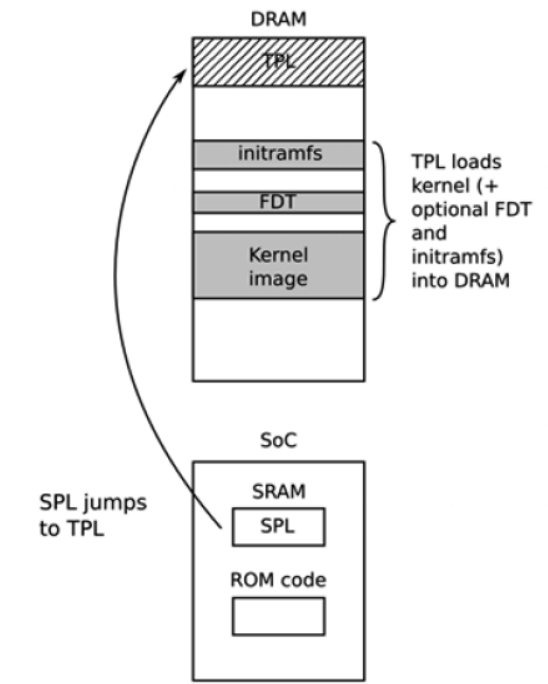 DRAM
TPL
initramfs
FDT
Kernel
image
TPL loads
kernel (+
optional FDT
and
initramfs)
into DRAM
SoC
SRAM
SPL
ROM code
SPL jumps
to TPL